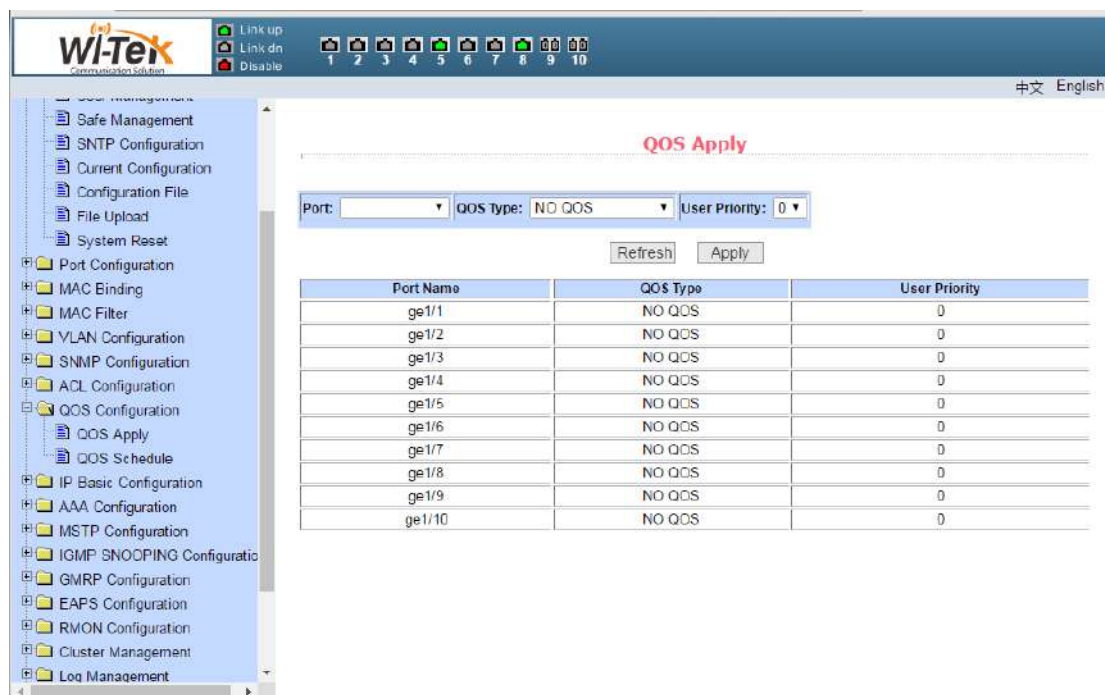 Wi-Tek
Communication Solution
Link up
Link dn
Disable
1 2 3 4 5 6 7 8 9 10
中文 English
User Management
Safe Management
SNTP Configuration
Current Configuration
Configuration File
File Upload
System Reset
Port Configuration
MAC Binding
MAC Filter
VLAN Configuration
SNMP Configuration
ACL Configuration
QOS Configuration
QOS Apply
QOS Schedule
IP Basic Configuration
AAA Configuration
MSTP Configuration
IGMP SNOOPING Configuratio
GMRP Configuration
EAPS Configuration
RMON Configuration
Cluster Management
Log Management
QOS Apply
Port: QOS Type: NO QOS User Priority: 0
Refresh Apply
Port Name QOS Type User Priority
ge1/1 NO QOS 0
ge1/2 NO QOS 0
ge1/3 NO QOS 0
ge1/4 NO QOS 0
ge1/5 NO QOS 0
ge1/6 NO QOS 0
ge1/7 NO QOS 0
ge1/8 NO QOS 0
ge1/9 NO QOS 0
ge1/10 NO QOS 0